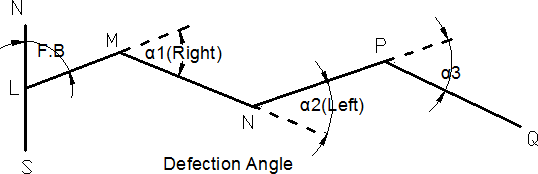 N
F.B
M
α1(Right)
P
L
α3
N
α2(Left)
Q
S
Defection Angle